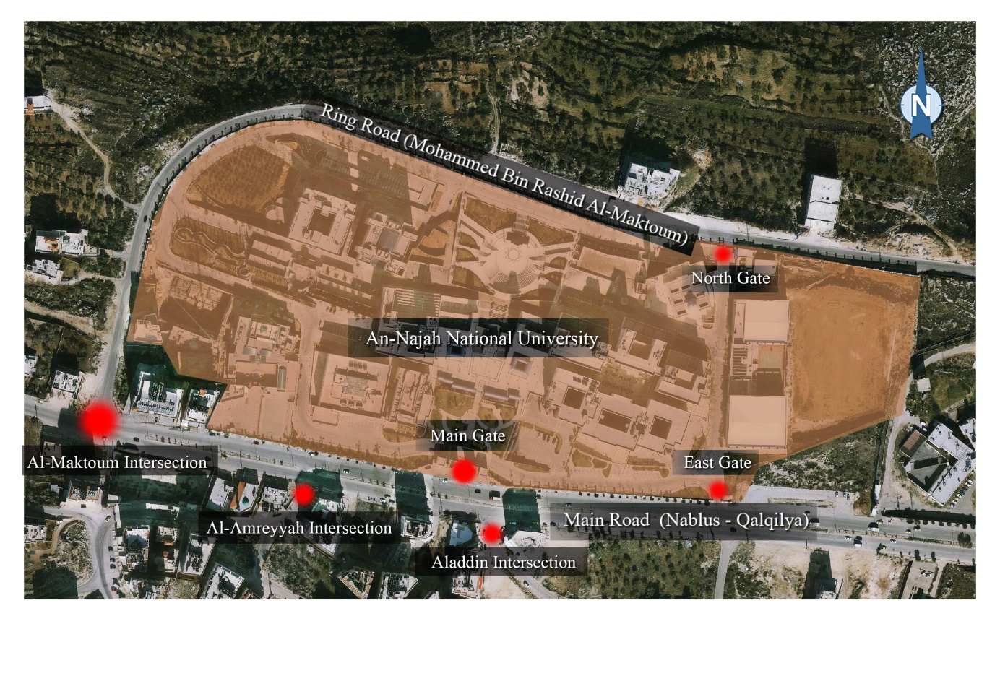 N
Ring Road (Mohammed Bin Rashid Al-Maktoum)
North Gate
An-Najah National University
Main Gate
Al-Maktoum Intersection
East Gate
Al-Amreyyah Intersection
Main Road (Nablus - Qalqilya)
Aladdin Intersection